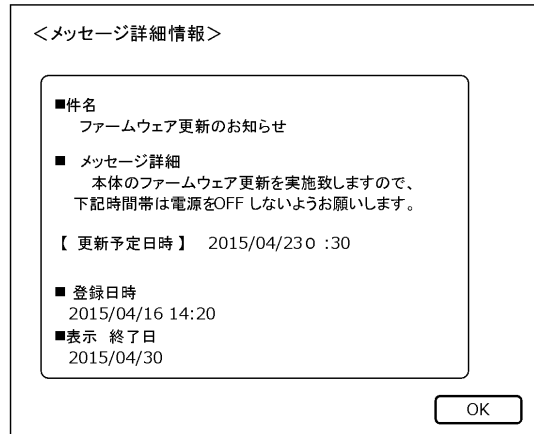 ＜メッセージ詳細情報＞
■件名
ファームウェア更新のお知らせ
■ メッセージ詳細
本体のファームウェア更新を実施致しますので、
下記時間帯は電源をOFF しないようお願いします。
【 更新予定日時 】 2015/04/23 0 :30
■ 登録日時
2015/04/16 14:20
■表示 終了日
2015/04/30
OK